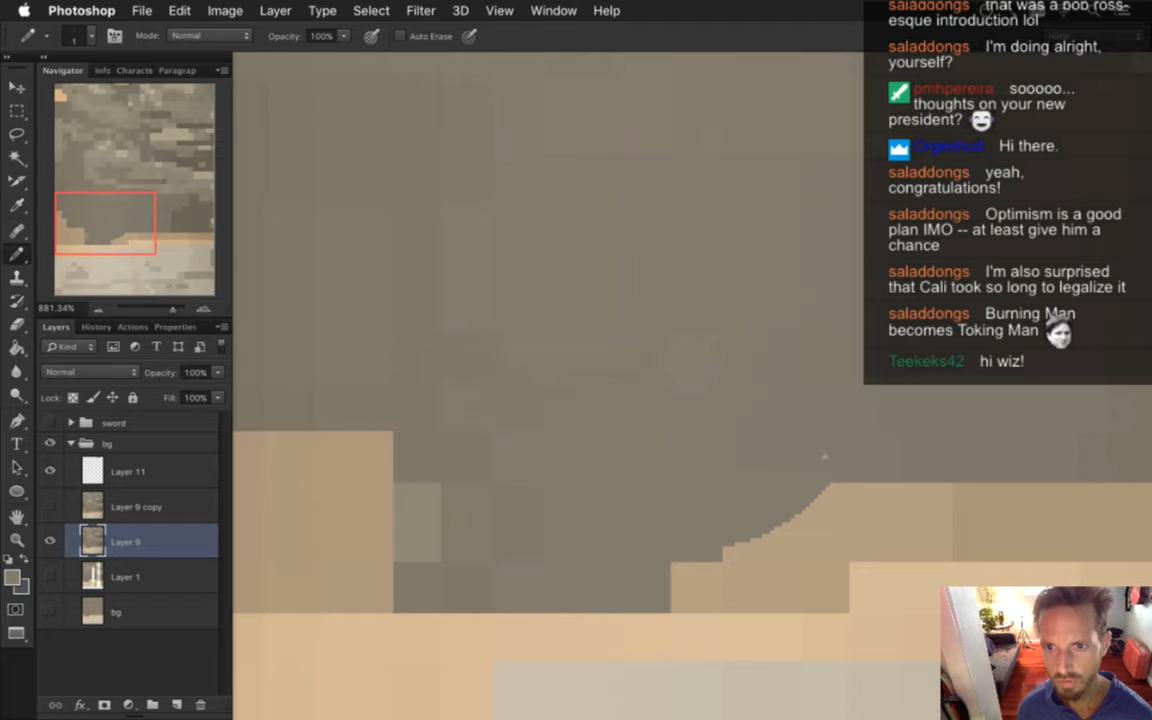 Photoshop File Edit Image Layer Type Select Filter 3D View Window Help
1 Mode: Normal Opacity: 100% Auto Erase
Navigator Info Characte Paragrap
881.34%
Layers History Actions Properties
Kind
Normal Opacity: 100%
Lock: Fill: 100%
sword
bg
Layer 11
Layer 9 copy
Layer 9
Layer 1
bg
fx
saladdongs that was a bob ross-
esque introduction lol
saladdongs I'm doing alright,
yourself?
pmhpereira sooooo...
thoughts on your new
president?
Hi there.
saladdongs yeah,
congratulations!
saladdongs Optimism is a good
plan IMO -- at least give him a
chance
saladdongs I'm also surprised
that Cali took so long to legalize it
saladdongs Burning Man
becomes Toking Man
Teekeks42 hi wiz!